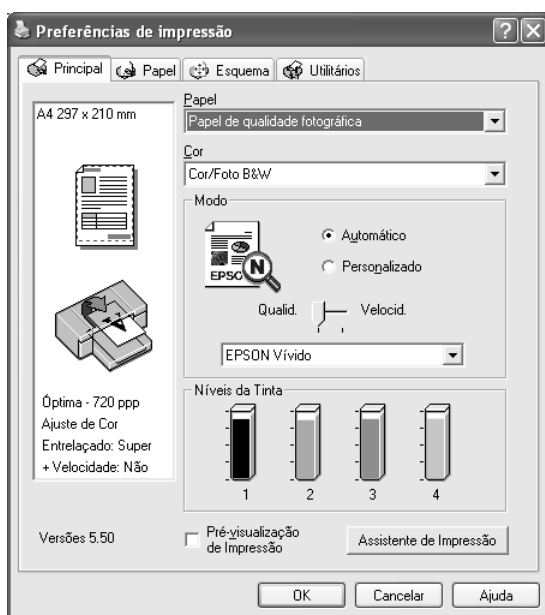 Preferências de impressão
Principal
Papel
Esquema
Utilitários
A4 297 x 210 mm
Óptima - 720 ppp
Ajuste de Cor
Entrelaçado: Super
+ Velocidade: Não
Versões 5.50
Papel
Papel de qualidade fotográfica
Cor
Cor/Foto B&W
Modo
EPSON
N
Automático
Personalizado
Qualid.
Velocid.
EPSON Vívido
Níveis da Tinta
1 2 3 4
Pré-visualização
de Impressão
Assistente de Impressão
OK
Cancelar
Ajuda